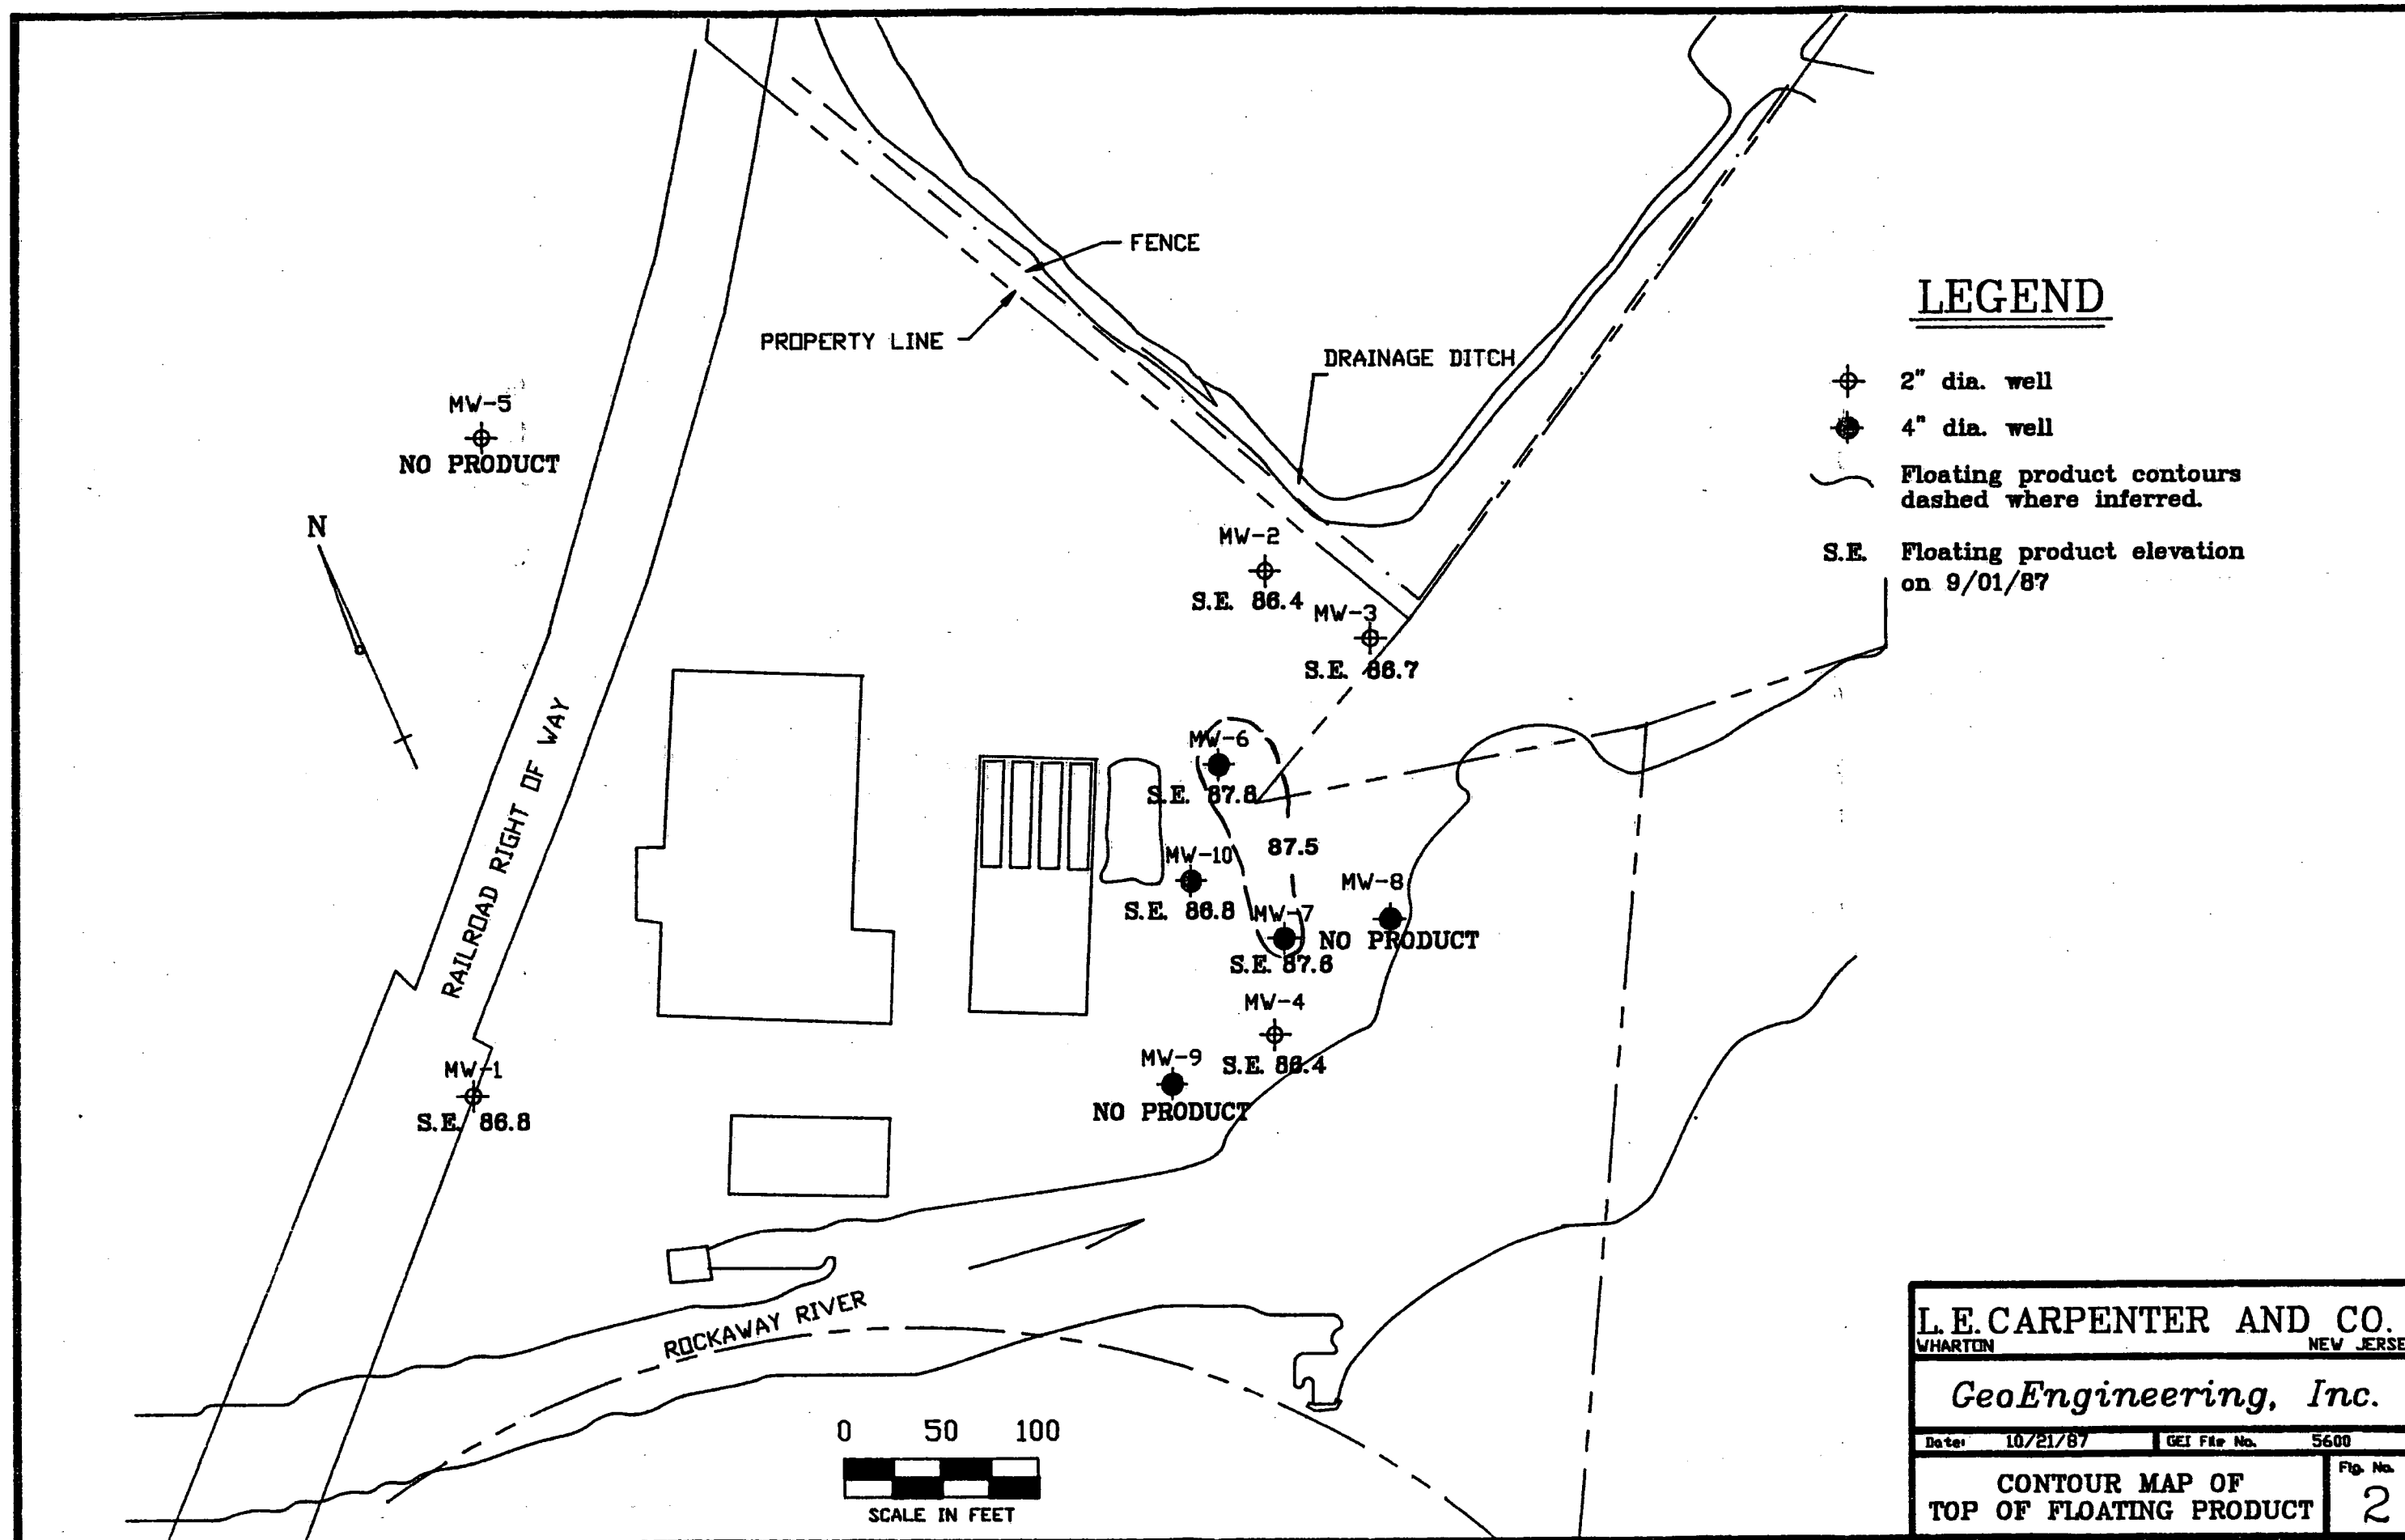 FENCE
PROPERTY LINE
DRAINAGE DITCH
LEGEND
2" dia. well
4" dia. well
Floating product contours
dashed where inferred.
S.E. Floating product elevation
on 9/01/87
MW-5
NO PRODUCT
N
MW-2
S.E. 86.4
MW-3
S.E. 86.7
RAILROAD RIGHT OF WAY
MW-6
S.E. 87.8
87.5
MW-10
S.E. 86.8
MW-8
NO PRODUCT
MW-7
S.E. 87.6
MW-4
S.E. 86.4
MW-9
NO PRODUCT
MW-1
S.E. 86.8
ROCKAWAY RIVER
0 50 100
SCALE IN FEET
L.E. CARPENTER AND CO.
WHARTON NEW JERSE
GeoEngineering, Inc.
Date: 10/21/87 GEI File No. 5600
CONTOUR MAP OF
TOP OF FLOATING PRODUCT
Fig. No.
2